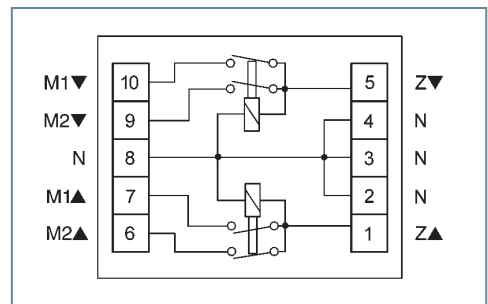 M1▼ 10 5 Z▼
M2▼ 9 4 N
N 8 3 N
M1▲ 7 2 N
M2▲ 6 1 Z▲